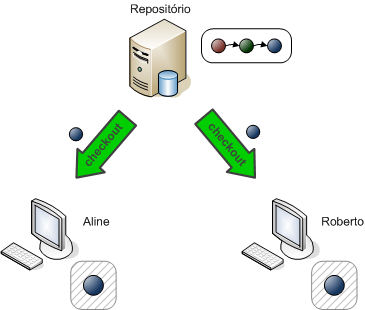 Repositório
checkout
checkout
Aline
Roberto